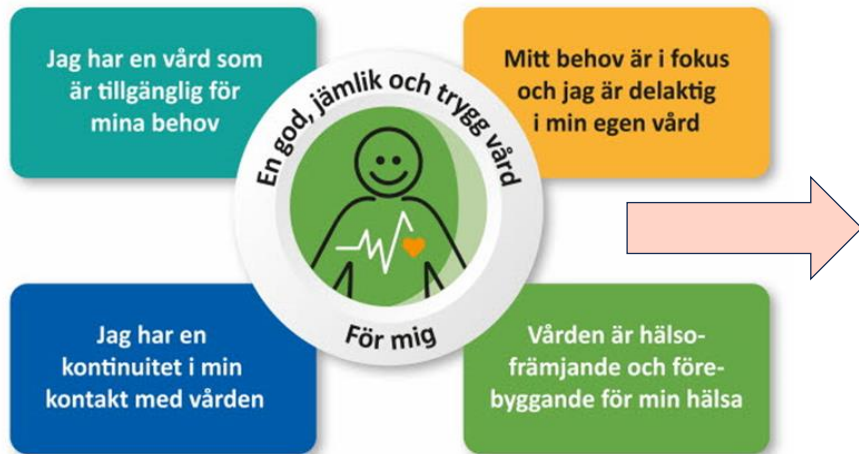 Jag har en vård som
är tillgänglig för
mina behov
Mitt behov är i fokus
och jag är delaktig
i min egen vård
En god, jämlik och trygg vård
För mig
Jag har en
kontinuitet i min
kontakt med vården
Vården är hälso-
främjande och före-
byggande för min hälsa